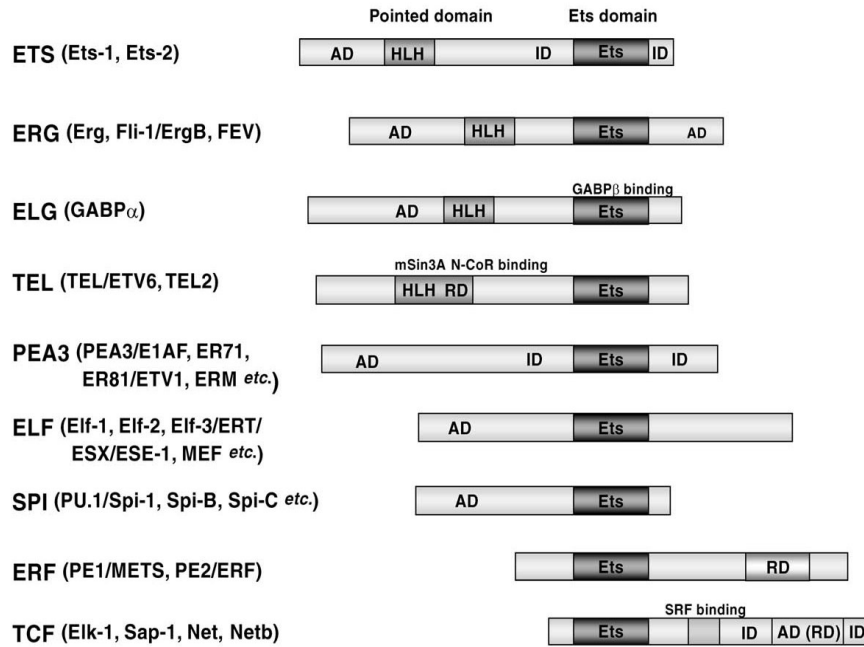 Pointed domain Ets domain
ETS (Ets-1, Ets-2) AD HLH ID Ets ID
ERG (Erg, Fli-1/ErgB, FEV) AD HLH Ets AD
GABPβ binding
ELG (GABPα) AD HLH Ets
mSin3A N-CoR binding
TEL (TEL/ETV6, TEL2) HLH RD Ets
PEA3 (PEA3/E1AF, ER71, AD ID Ets ID
ER81/ETV1, ERM etc.)
ELF (Elf-1, Elf-2, Elf-3/ERT/ AD Ets
ESX/ESE-1, MEF etc.)
SPI (PU.1/Spi-1, Spi-B, Spi-C etc.) AD Ets
ERF (PE1/METS, PE2/ERF) Ets RD
SRF binding
TCF (Elk-1, Sap-1, Net, Netb) Ets ID AD (RD) ID